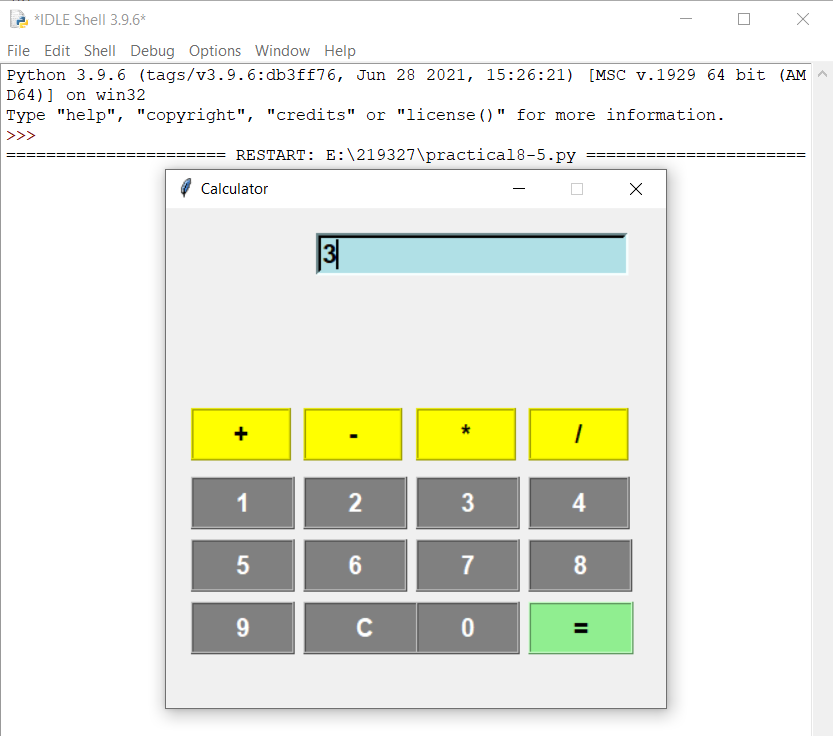 *IDLE Shell 3.9.6*
File Edit Shell Debug Options Window Help
Python 3.9.6 (tags/v3.9.6:db3ff76, Jun 28 2021, 15:26:21) [MSC v.1929 64 bit (AM
D64)] on win32
Type "help", "copyright", "credits" or "license()" for more information.
>>>
====================== RESTART: E:\219327\practical8-5.py ======================
Calculator
3
+ - * /
1 2 3 4
5 6 7 8
9 C 0 =